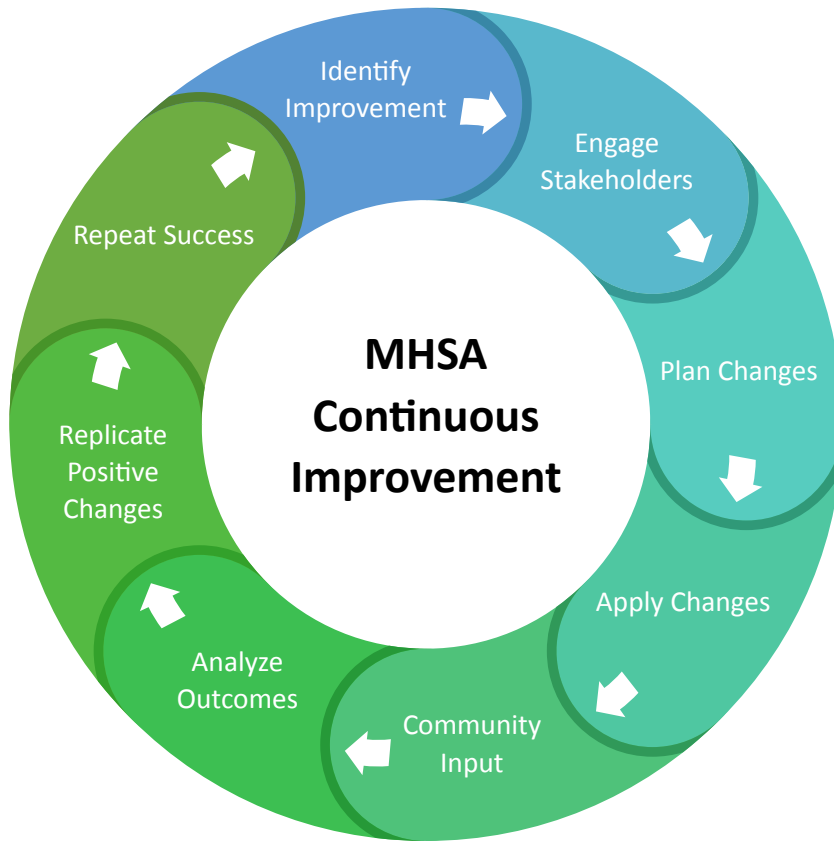 MHSA
Continuous
Improvement
Identify
Improvement
Engage
Stakeholders
Plan Changes
Apply Changes
Community
Input
Analyze
Outcomes
Replicate
Positive
Changes
Repeat Success